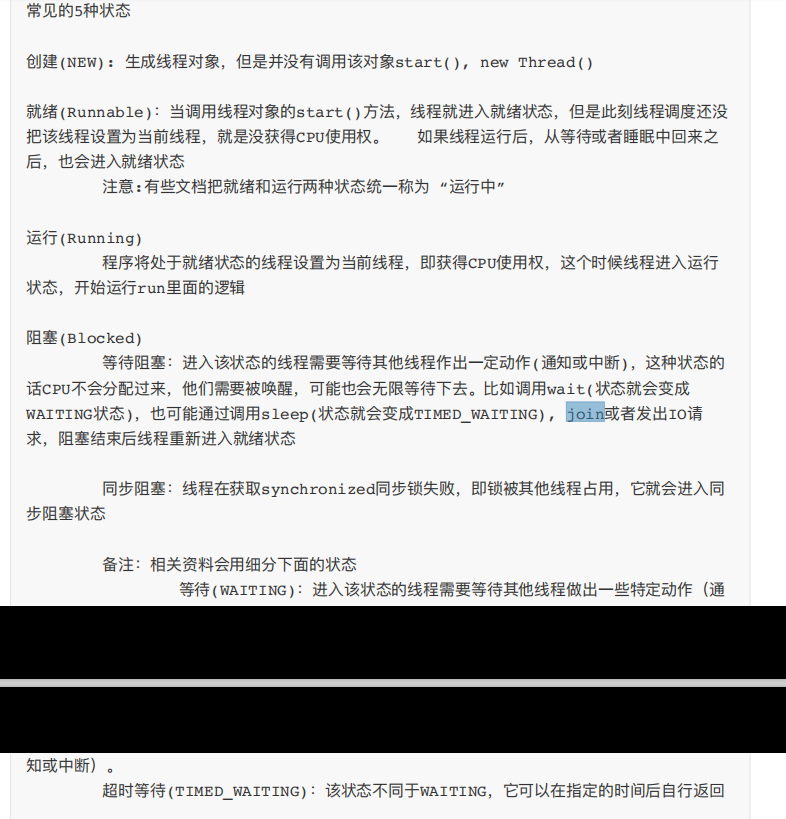 常见的5种状态
创建(NEW): 生成线程对象，但是并没有调用该对象start(), new Thread()
就绪(Runnable): 当调用线程对象的start()方法，线程就进入就绪状态，但是此刻线程调度还没
把该线程设置为当前线程，就是没获得CPU使用权。 如果线程运行后，从等待或者睡眠中回来之
后，也会进入就绪状态
注意:有些文档把就绪和运行两种状态统一称为 “运行中”
运行(Running)
程序将处于就绪状态的线程设置为当前线程，即获得CPU使用权，这个时候线程进入运行
状态，开始运行run里面的逻辑
阻塞(Blocked)
等待阻塞：进入该状态的线程需要等待其他线程作出一定动作(通知或中断)，这种状态的
话CPU不会分配过来，他们需要被唤醒，可能也会无限等待下去。比如调用wait(状态就会变成
WAITING状态)，也可能通过调用sleep(状态就会变成TIMED_WAITING), join或者发出IO请
求，阻塞结束后线程重新进入就绪状态
同步阻塞：线程在获取synchronized同步锁失败，即锁被其他线程占用，它就会进入同
步阻塞状态
备注：相关资料会用细分下面的状态
等待(WAITING)：进入该状态的线程需要等待其他线程做出一些特定动作（通
知或中断）。
超时等待(TIMED_WAITING)：该状态不同于WAITING，它可以在指定的时间后自行返回